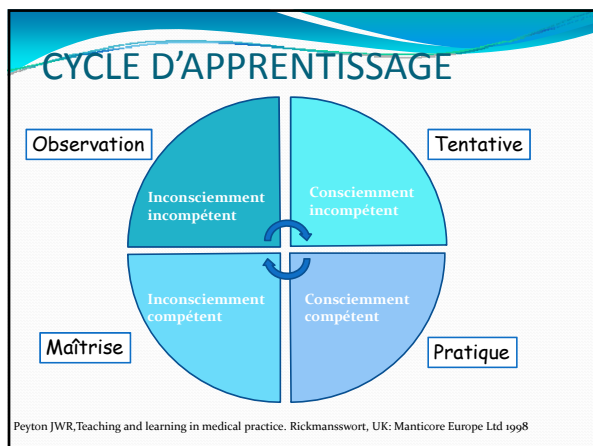 CYCLE D’APPRENTISSAGE
Observation
Tentative
Inconsciemment
incompétent
Consciemment
incompétent
Inconsciemment
compétent
Consciemment
compétent
Maîtrise
Pratique
Peyton JWR,Teaching and learning in medical practice. Rickmansswort, UK: Manticore Europe Ltd 1998